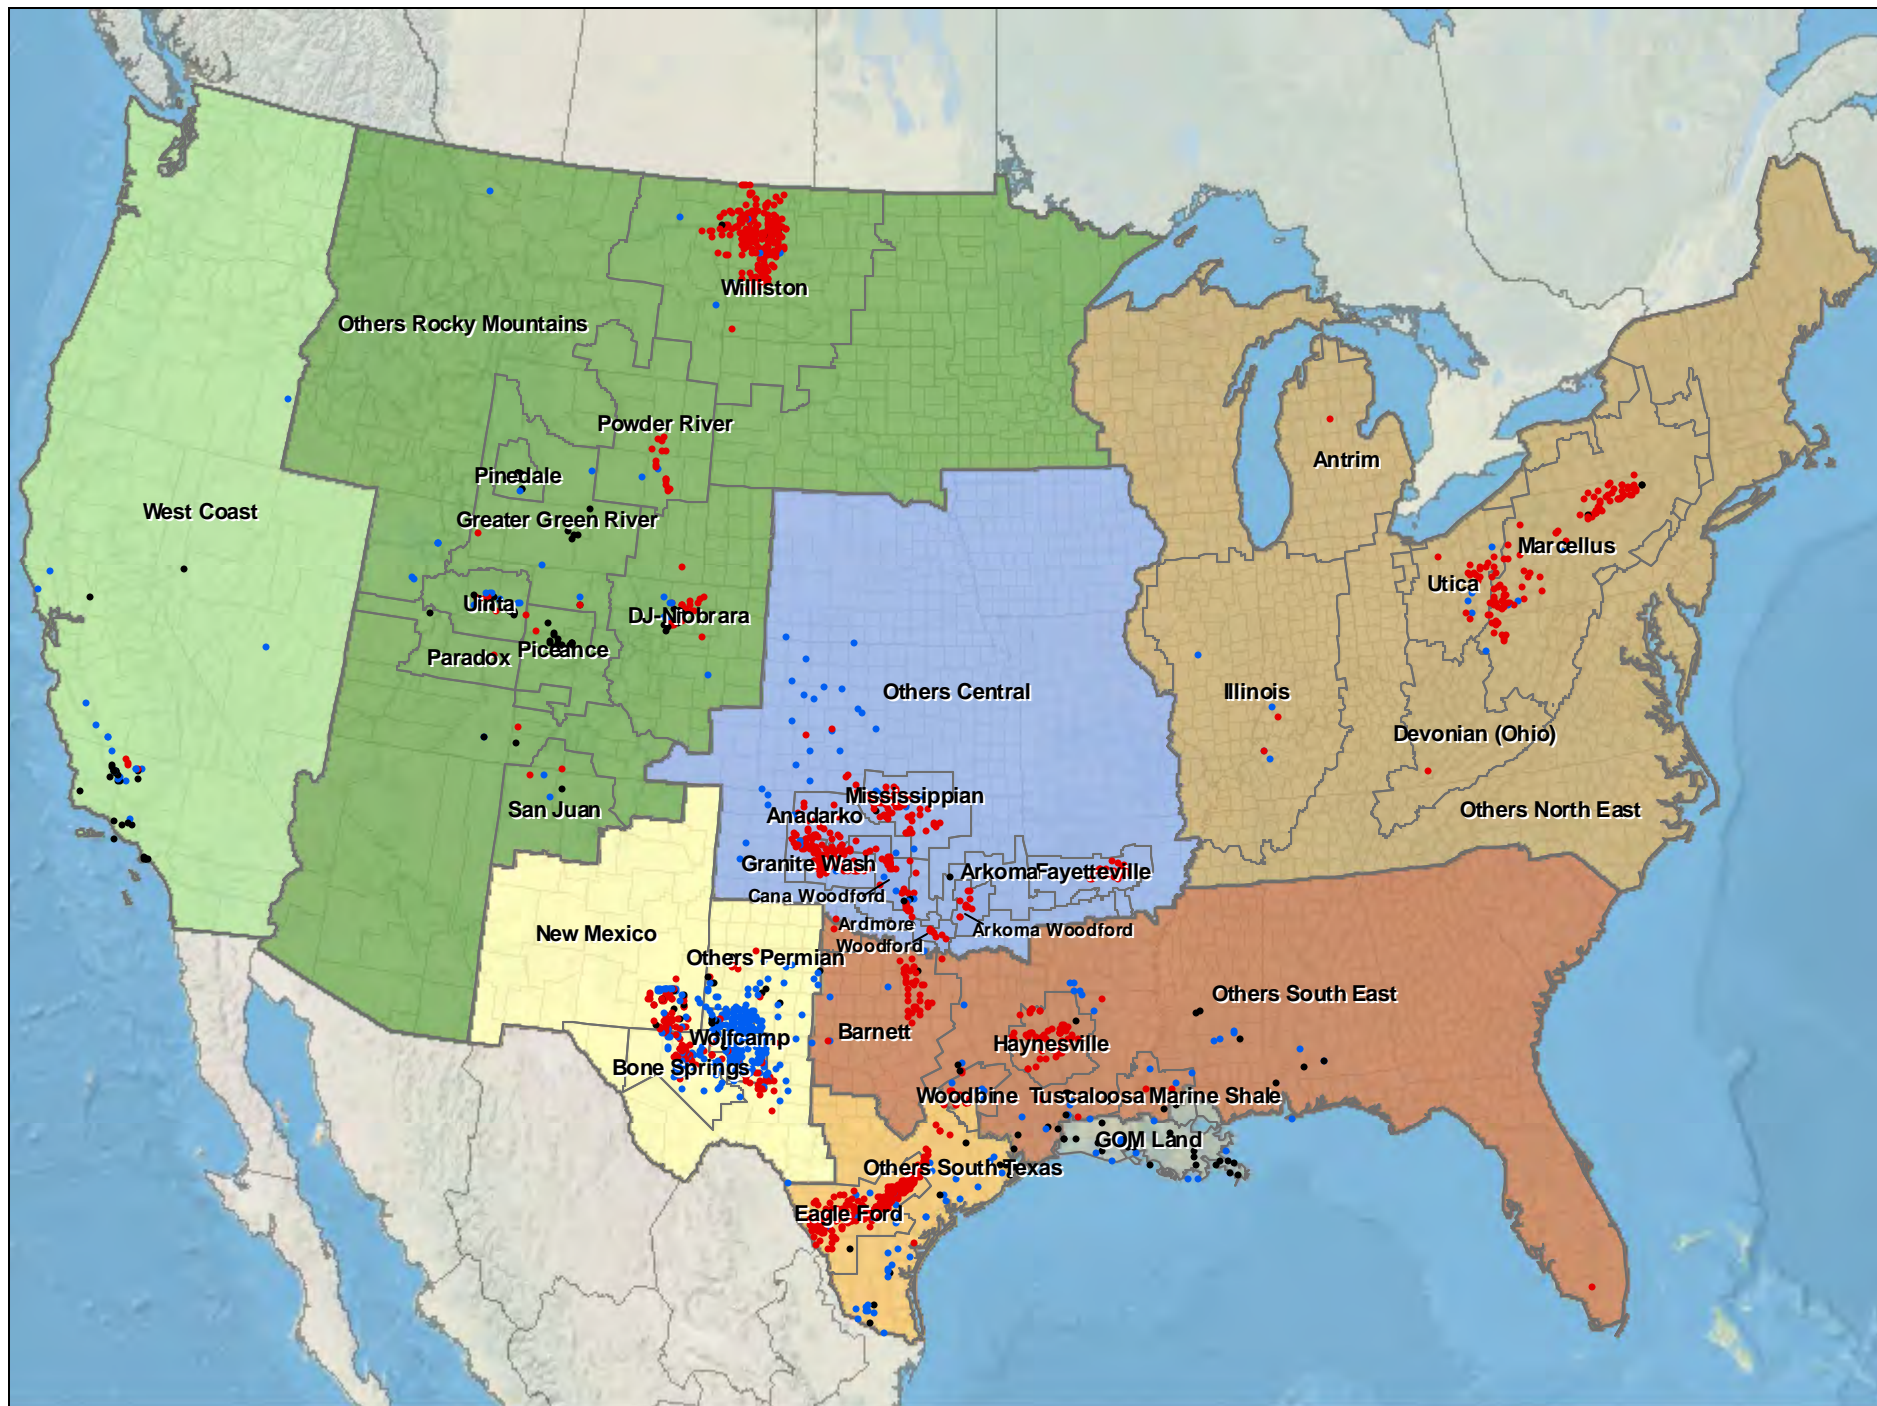 Williston
Others Rocky Mountains
Powder River
Antrim
Pinedale
West Coast
Greater Green River
Marcellus
Utica
Uinta
DJ-Niobrara
Piceance
Paradox
Others Central
Illinois
Devonian (Ohio)
Mississippian
San Juan
Anadarko
Others North East
Granite Wash
Arkoma
Fayetteville
Cana Woodford
Ardmore
Woodford
Arkoma Woodford
New Mexico
Others Permian
Others South East
Barnett
Wolfcamp
Haynesville
Bone Springs
Woodbine
Tuscaloosa Marine Shale
GOM Land
Others South Texas
Eagle Ford